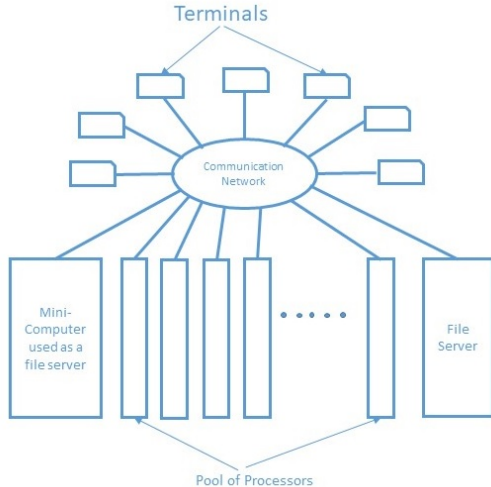 Terminals
Communication
Network
Mini-
Computer
used as a
file server
File
Server
Pool of Processors